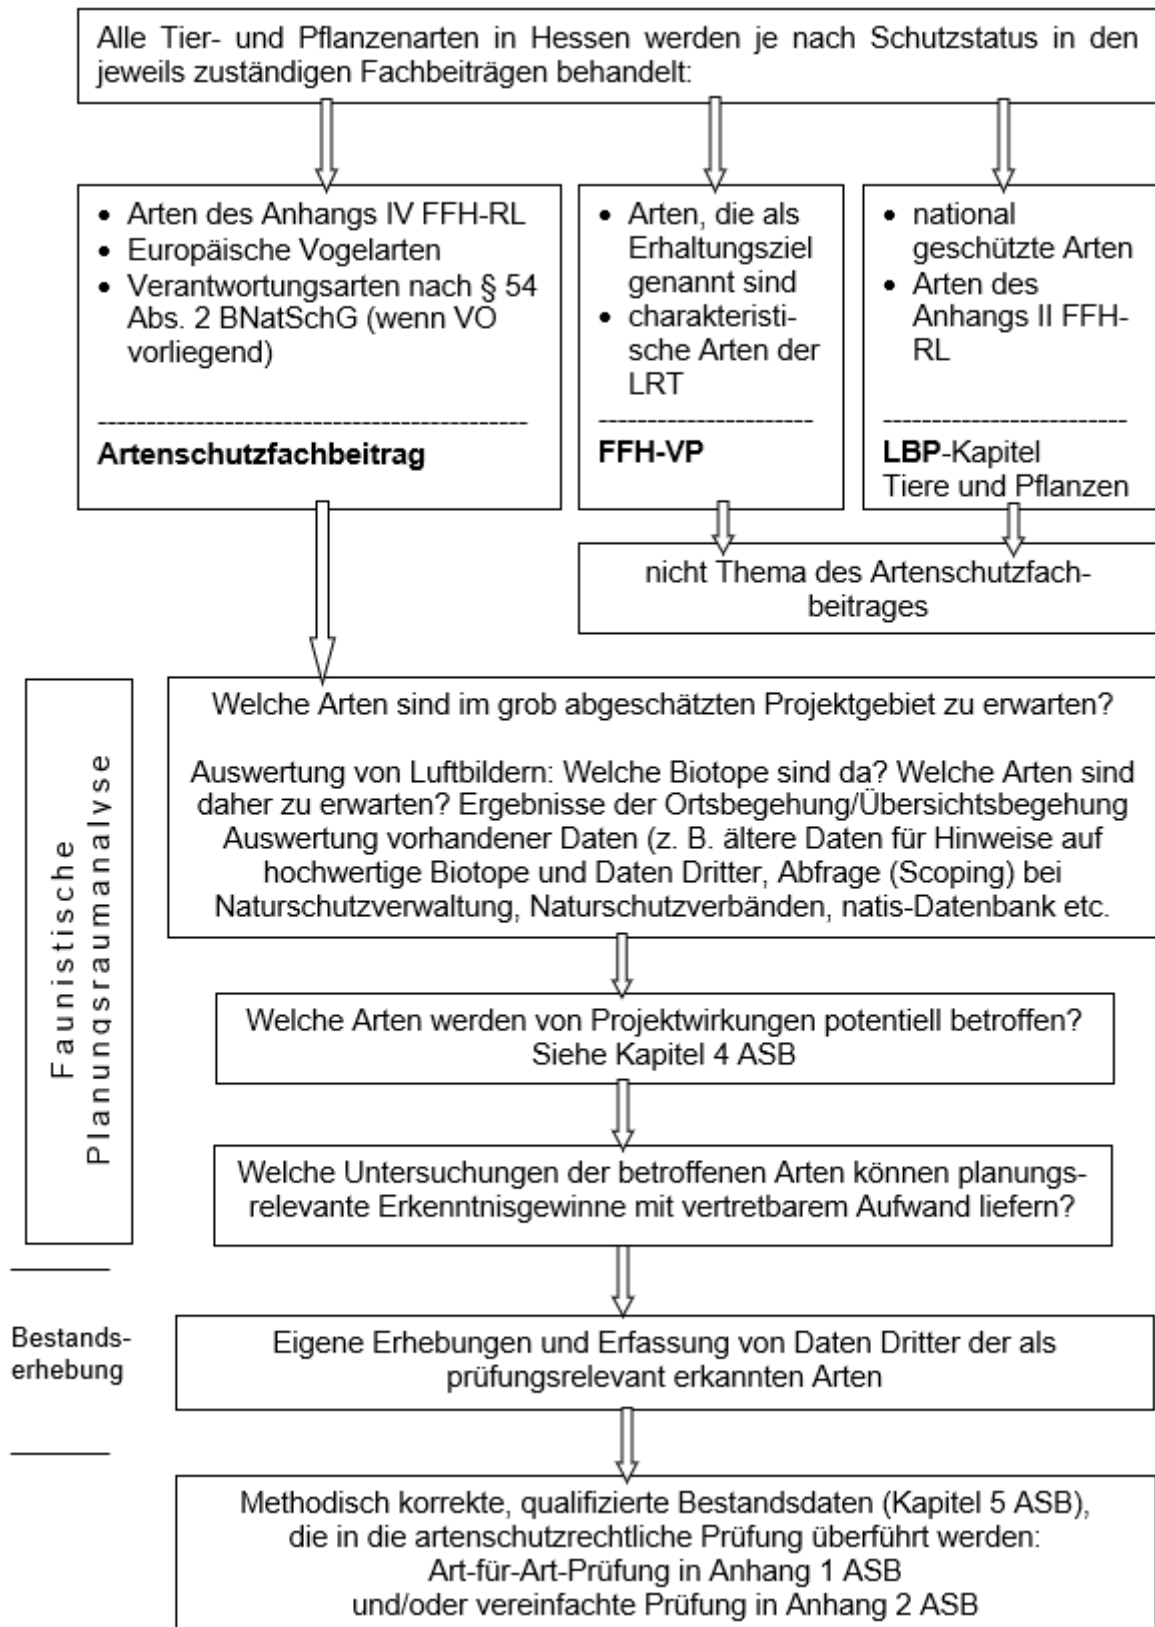 Alle Tier- und Pflanzenarten in Hessen werden je nach Schutzstatus in den
jeweils zuständigen Fachbeiträgen behandelt:
• Arten des Anhangs IV FFH-RL
• Europäische Vogelarten
• Verantwortungsarten nach § 54
Abs. 2 BNatSchG (wenn VO
vorliegend)
----------------------------------------------
Artenschutzfachbeitrag
• Arten, die als
Erhaltungsziel
genannt sind
• charakteristi-
sche Arten der
LRT
-----------------------
FFH-VP
• national
geschützte Arten
• Arten des
Anhangs II FFH-
RL
--------------------------
LBP-Kapitel
Tiere und Pflanzen
nicht Thema des Artenschutzfach-
beitrages
Faunistische
Planungsraumanalyse
Welche Arten sind im grob abgeschätzten Projektgebiet zu erwarten?
Auswertung von Luftbildern: Welche Biotope sind da? Welche Arten sind
daher zu erwarten? Ergebnisse der Ortsbegehung/Übersichtsbegehung
Auswertung vorhandener Daten (z. B. ältere Daten für Hinweise auf
hochwertige Biotope und Daten Dritter, Abfrage (Scoping) bei
Naturschutzverwaltung, Naturschutzverbänden, natis-Datenbank etc.
Welche Arten werden von Projektwirkungen potentiell betroffen?
Siehe Kapitel 4 ASB
Welche Untersuchungen der betroffenen Arten können planungs-
relevante Erkenntnisgewinne mit vertretbarem Aufwand liefern?
Bestands-
erhebung
Eigene Erhebungen und Erfassung von Daten Dritter der als
prüfungsrelevant erkannten Arten
Methodisch korrekte, qualifizierte Bestandsdaten (Kapitel 5 ASB),
die in die artenschutzrechtliche Prüfung überführt werden:
Art-für-Art-Prüfung in Anhang 1 ASB
und/oder vereinfachte Prüfung in Anhang 2 ASB